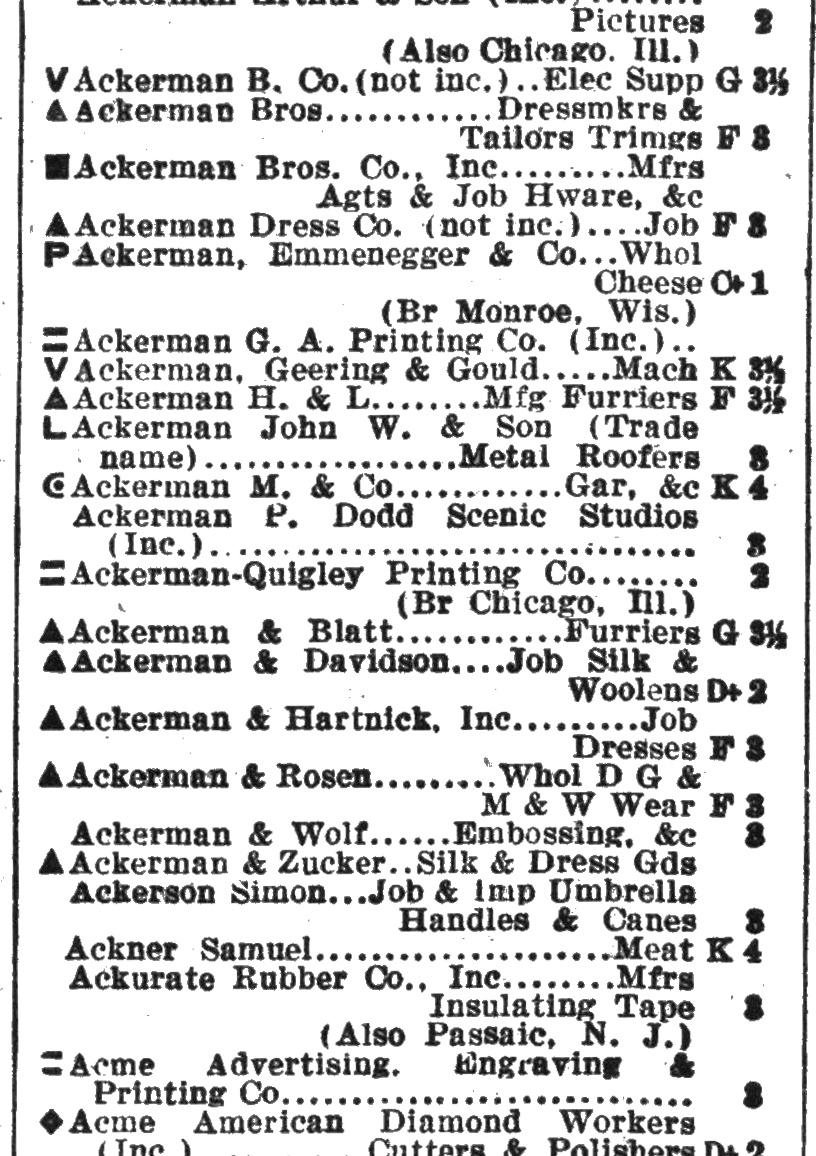 Ackerman Arthur & Son (Inc.)........
Pictures 2
(Also Chicago, Ill.)
V Ackerman B. Co.(not inc.)..Elec Supp G 3½
▲ Ackerman Bros............Dressmkrs &
Tailors Trimgs F 3
■ Ackerman Bros. Co., Inc.........Mfrs
Agts & Job Hware, &c
▲ Ackerman Dress Co. (not inc.)....Job F 3
P Ackerman, Emmenegger & Co...Whol
Cheese C+ 1
(Br Monroe, Wis.)
= Ackerman G. A. Printing Co. (Inc.)..
V Ackerman, Geering & Gould.....Mach K 3½
▲ Ackerman H. & L........Mfg Furriers F 3½
L Ackerman John W. & Son (Trade
name)..................Metal Roofers 3
Ackerman M. & Co............Gar, &c K 4
Ackerman P. Dodd Scenic Studios
(Inc.)................................... 3
= Ackerman-Quigley Printing Co........ 2
(Br Chicago, Ill.)
▲ Ackerman & Blatt............Furriers G 3½
▲ Ackerman & Davidson....Job Silk &
Woolens D+ 2
▲ Ackerman & Hartnick, Inc.........Job
Dresses F 3
▲ Ackerman & Rosen..........Whol D G &
M & W Wear F 3
Ackerman & Wolf......Embossing, &c 3
▲ Ackerman & Zucker..Silk & Dress Gds
Ackerson Simon...Job & Imp Umbrella
Handles & Canes 3
Ackner Samuel......................Meat K 4
Ackurate Rubber Co., Inc........Mfrs
Insulating Tape 3
(Also Passaic, N. J.)
= Acme Advertising, Engraving &
Printing Co............................. 3
◆ Acme American Diamond Workers
(Inc.)............Cutters & Polishers D+ 2